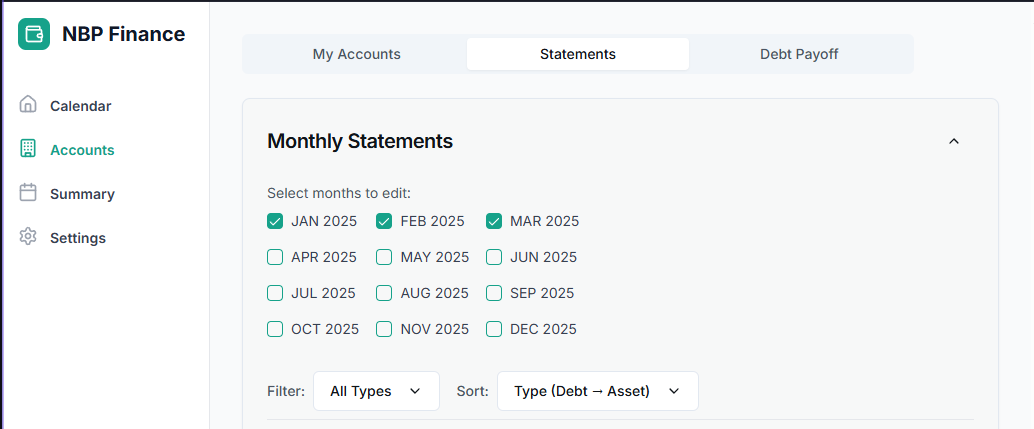 NBP Finance
Calendar
Accounts
Summary
Settings
My Accounts Statements Debt Payoff
Monthly Statements
Select months to edit:
JAN 2025 FEB 2025 MAR 2025
APR 2025 MAY 2025 JUN 2025
JUL 2025 AUG 2025 SEP 2025
OCT 2025 NOV 2025 DEC 2025
Filter: All Types Sort: Type (Debt → Asset)